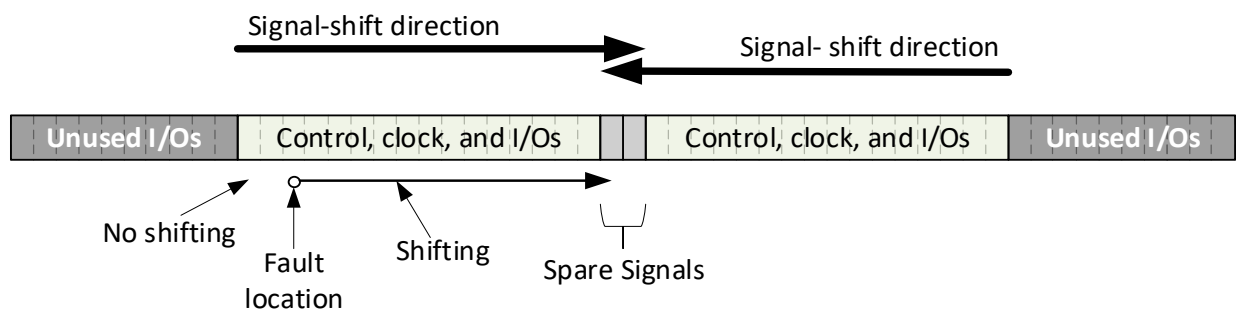 Signal-shift direction
Signal- shift direction
Unused I/Os
Control, clock, and I/Os
Control, clock, and I/Os
Unused I/Os
No shifting
Fault
location
Shifting
Spare Signals